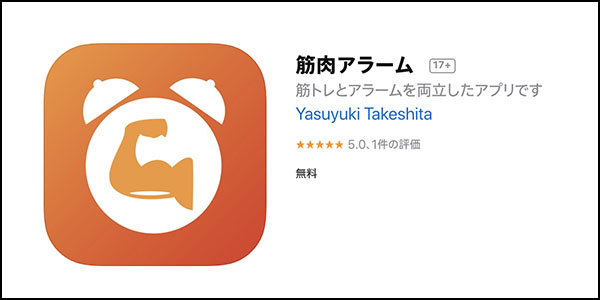 筋肉アラーム 17+
筋トレとアラームを両立したアプリです
Yasuyuki Takeshita
★★★★★ 5.0、1件の評価
無料